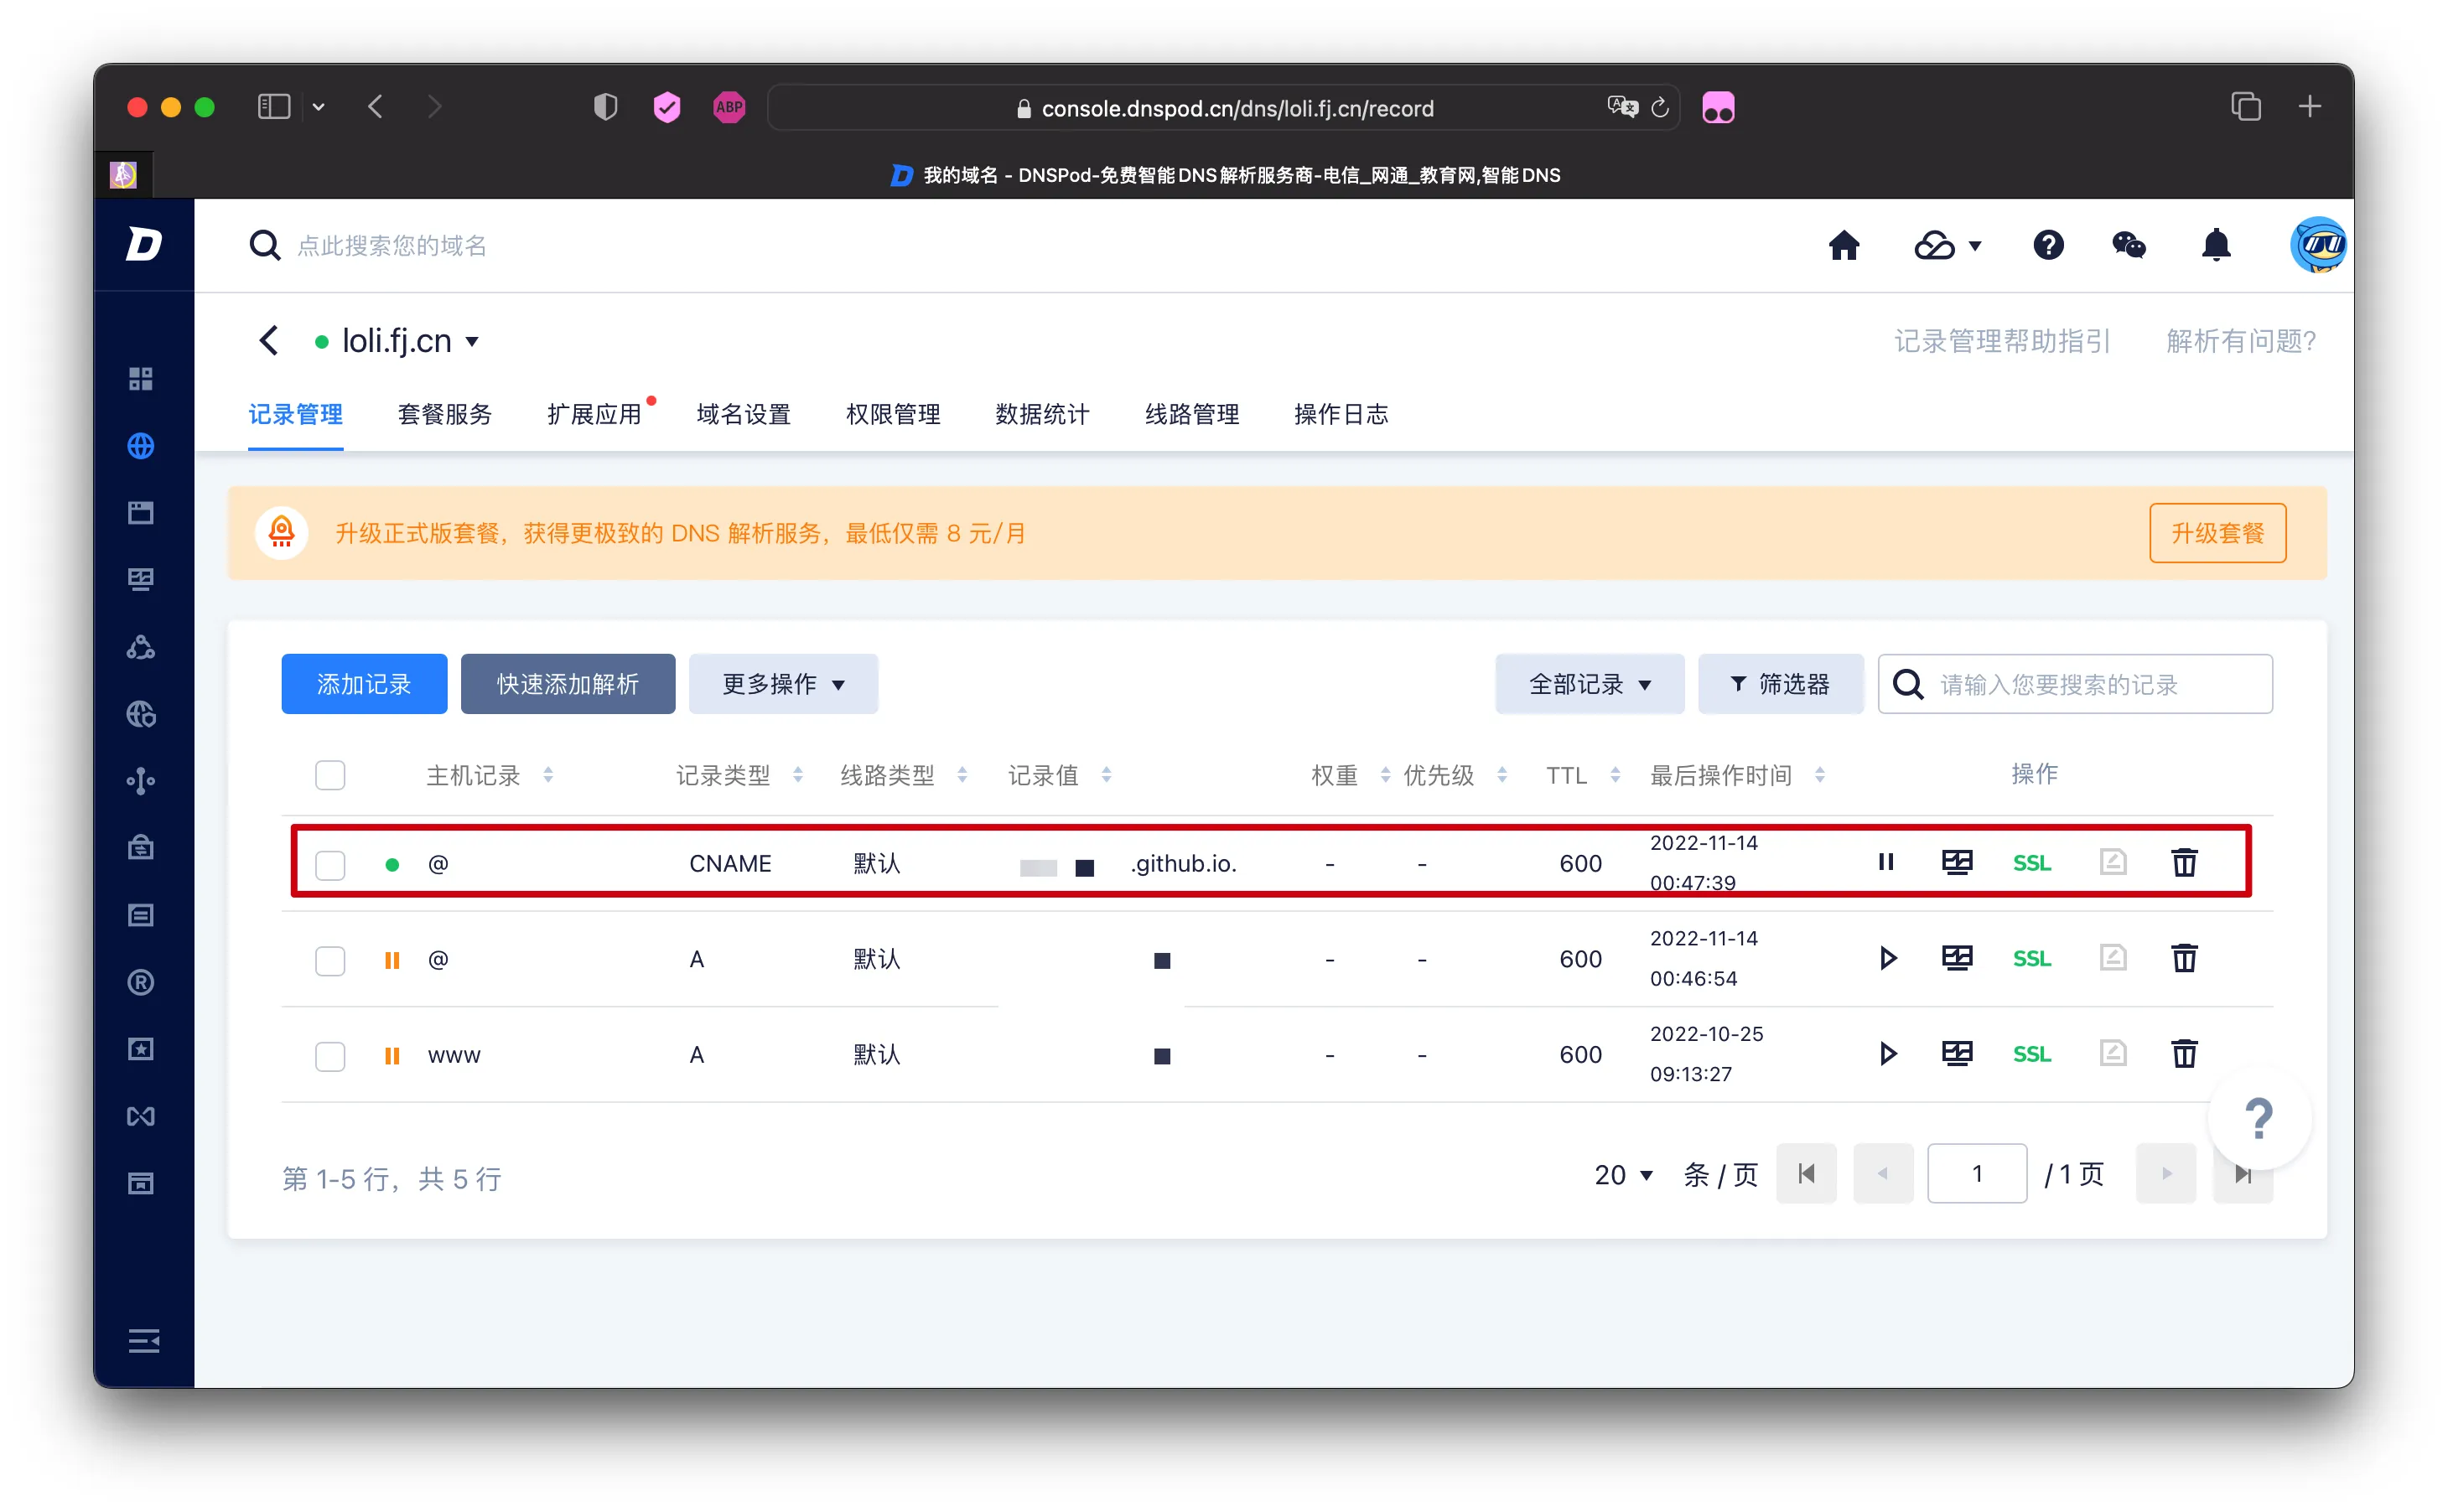 ABP
console.dnspod.cn/dns/loli.fj.cn/record
我的域名 - DNSPod-免费智能DNS解析服务商-电信_网通_教育网,智能DNS
点此搜索您的域名
loli.fj.cn
记录管理帮助指引 解析有问题?
记录管理 套餐服务 扩展应用 域名设置 权限管理 数据统计 线路管理 操作日志
升级正式版套餐，获得更极致的 DNS 解析服务，最低仅需 8 元/月 升级套餐
添加记录 快速添加解析 更多操作 全部记录 筛选器 请输入您要搜索的记录
主机记录 记录类型 线路类型 记录值 权重 优先级 TTL 最后操作时间 操作
@ CNAME 默认 .github.io. - - 600 2022-11-14 00:47:39 SSL
@ A 默认 - - 600 2022-11-14 00:46:54 SSL
www A 默认 - - 600 2022-10-25 09:13:27 SSL
第 1-5 行，共 5 行 20 条 / 页 1 / 1 页
?